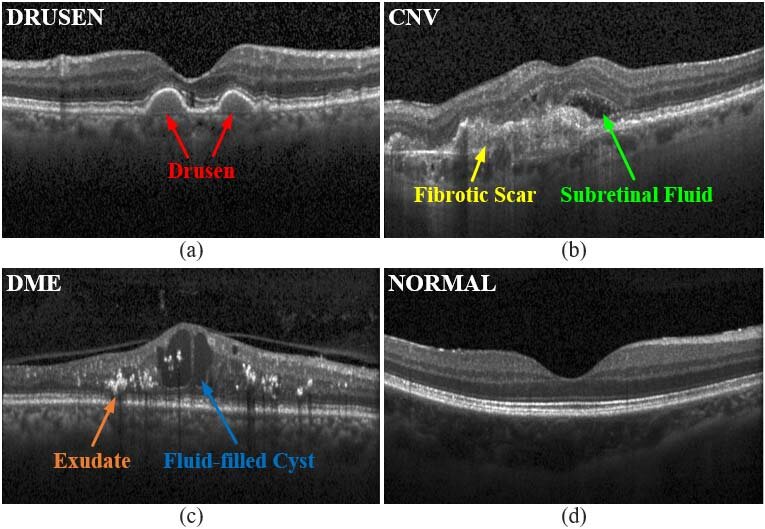 DRUSEN
Drusen
(a)
CNV
Fibrotic Scar
Subretinal Fluid
(b)
DME
Exudate
Fluid-filled Cyst
(c)
NORMAL
(d)